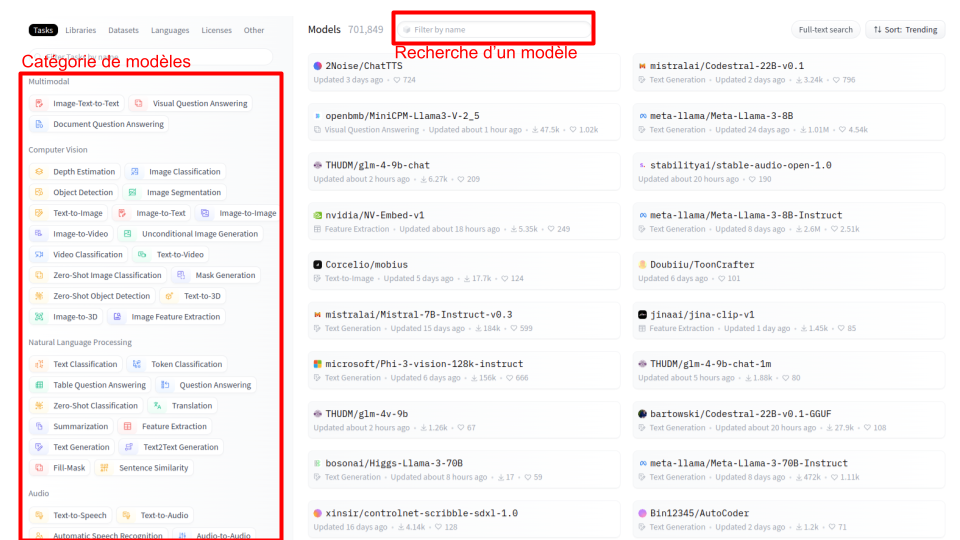 Tasks Libraries Datasets Languages Licenses Other
Catégorie de modèles
Multimodal
Image-Text-to-Text Visual Question Answering
Document Question Answering
Computer Vision
Depth Estimation Image Classification
Object Detection Image Segmentation
Text-to-Image Image-to-Text Image-to-Image
Image-to-Video Unconditional Image Generation
Video Classification Text-to-Video
Zero-Shot Image Classification Mask Generation
Zero-Shot Object Detection Text-to-3D
Image-to-3D Image Feature Extraction
Natural Language Processing
Text Classification Token Classification
Table Question Answering Question Answering
Zero-Shot Classification Translation
Summarization Feature Extraction
Text Generation Text2Text Generation
Fill-Mask Sentence Similarity
Audio
Text-to-Speech Text-to-Audio
Automatic Speech Recognition Audio-to-Audio
Models 701,849 Filter by name Full-text search Sort: Trending
Recherche d'un modèle
2Noise/ChatTTS
Updated 3 days ago • 724
mistralai/Codestral-22B-v0.1
Text Generation • Updated 2 days ago • 3.24k • 796
openbmb/MiniCPM-Llama3-V-2_5
Visual Question Answering • Updated about 1 hour ago • 47.5k • 1.02k
meta-llama/Meta-Llama-3-8B
Text Generation • Updated 24 days ago • 1.01M • 4.54k
THUDM/glm-4-9b-chat
Updated about 2 hours ago • 6.27k • 209
stabilityai/stable-audio-open-1.0
Updated about 20 hours ago • 190
nvidia/NV-Embed-v1
Feature Extraction • Updated about 18 hours ago • 5.35k • 249
meta-llama/Meta-Llama-3-8B-Instruct
Text Generation • Updated 8 days ago • 2.6M • 2.51k
Corcelio/mobius
Text-to-Image • Updated 5 days ago • 17.7k • 124
Doubiiu/ToonCrafter
Updated 6 days ago • 101
mistralai/Mistral-7B-Instruct-v0.3
Text Generation • Updated 15 days ago • 184k • 599
jinaai/jina-clip-v1
Feature Extraction • Updated 1 day ago • 1.45k • 85
microsoft/Phi-3-vision-128k-instruct
Text Generation • Updated 6 days ago • 156k • 666
THUDM/glm-4-9b-chat-1m
Updated about 5 hours ago • 1.88k • 80
THUDM/glm-4v-9b
Updated about 2 hours ago • 1.26k • 67
bartowski/Codestral-22B-v0.1-GGUF
Text Generation • Updated about 20 hours ago • 27.9k • 108
bosonai/Higgs-Llama-3-70B
Text Generation • Updated about 8 hours ago • 17 • 59
meta-llama/Meta-Llama-3-70B-Instruct
Text Generation • Updated 8 days ago • 472k • 1.11k
xinsir/controlnet-scribble-sdxl-1.0
Updated 16 days ago • 4.14k • 128
Bin12345/AutoCoder
Text Generation • Updated 2 days ago • 1.2k • 71